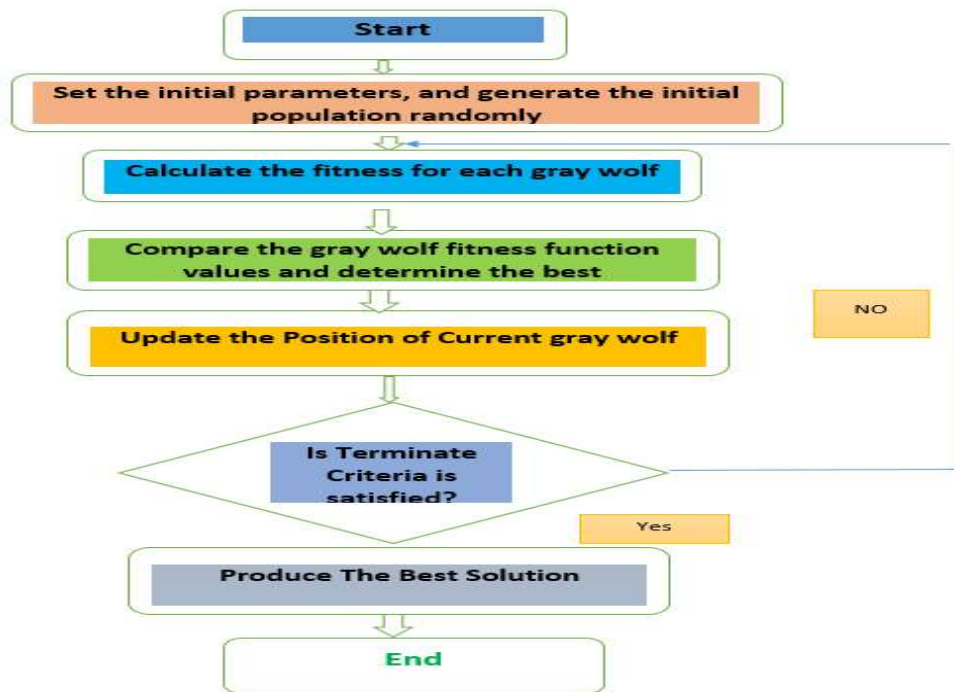 Start
Set the initial parameters, and generate the initial
population randomly
Calculate the fitness for each gray wolf
Compare the gray wolf fitness function
values and determine the best
NO
Update the Position of Current gray wolf
Is Terminate
Criteria is
satisfied?
Yes
Produce The Best Solution
End